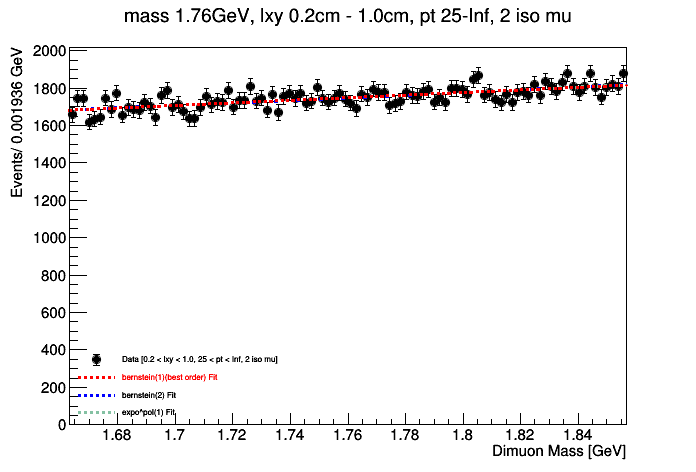 mass 1.76GeV, lxy 0.2cm - 1.0cm, pt 25-Inf, 2 iso mu
Events/ 0.001936 GeV
2000
1800
1600
1400
1200
1000
800
600
400
200
0
Data [0.2 < lxy < 1.0, 25 < pt < Inf, 2 iso mu]
bernstein(1)(best order) Fit
bernstein(2) Fit
expo*pol(1) Fit
1.68 1.7 1.72 1.74 1.76 1.78 1.8 1.82 1.84
Dimuon Mass [GeV]